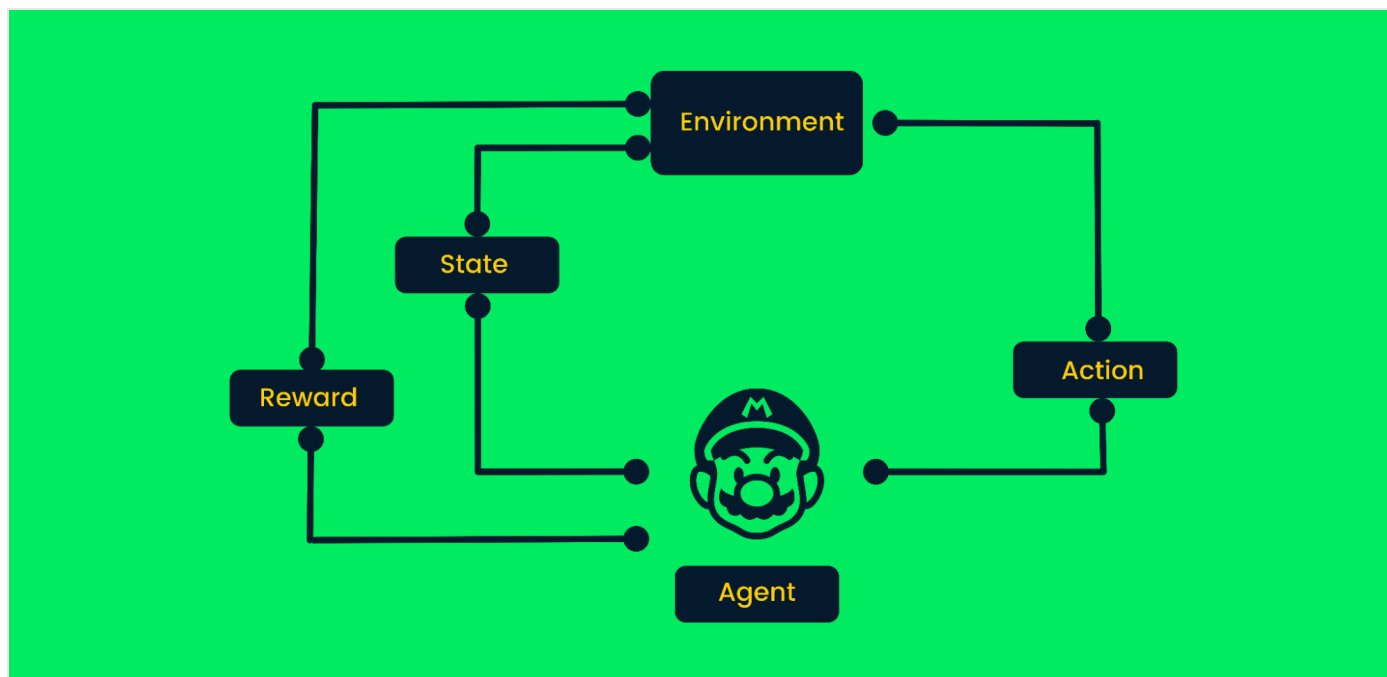 Environment
State
Action
Reward
M
Agent